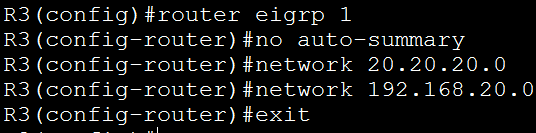 R3(config)#router eigrp 1
R3(config-router)#no auto-summary
R3(config-router)#network 20.20.20.0
R3(config-router)#network 192.168.20.0
R3(config-router)#exit